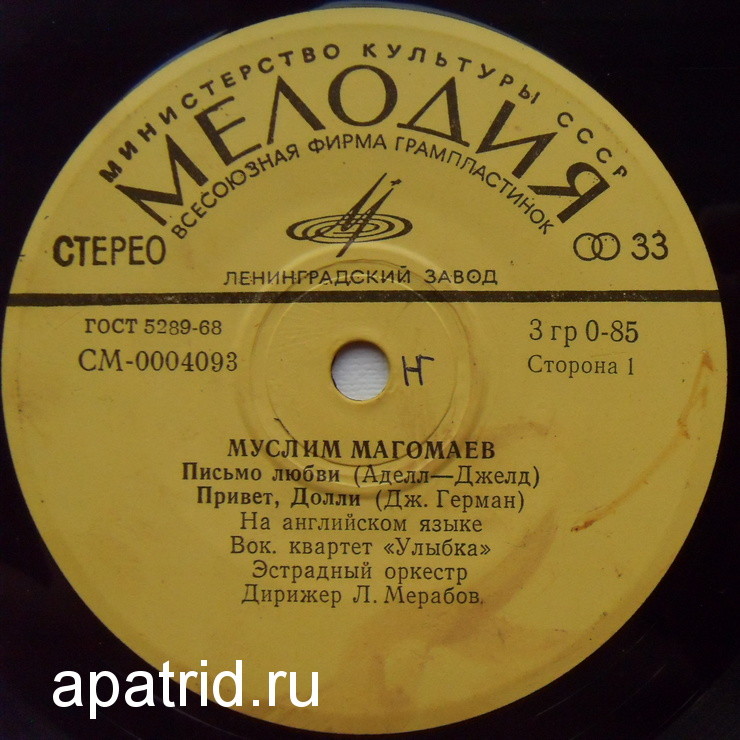 МИНИСТЕРСТВО КУЛЬТУРЫ СССР
МЕЛОДИЯ
ВСЕСОЮЗНАЯ ФИРМА ГРАМПЛАСТИНОК
СТЕРЕО
33
ЛЕНИНГРАДСКИЙ ЗАВОД
ГОСТ 5289-68
3 гр 0-85
СМ-0004093
Сторона 1
МУСЛИМ МАГОМАЕВ
Письмо любви (Аделл—Джелд)
Привет, Долли (Дж. Герман)
На английском языке
Вок. квартет «Улыбка»
Эстрадный оркестр
Дирижер Л. Мерабов
apatrid.ru